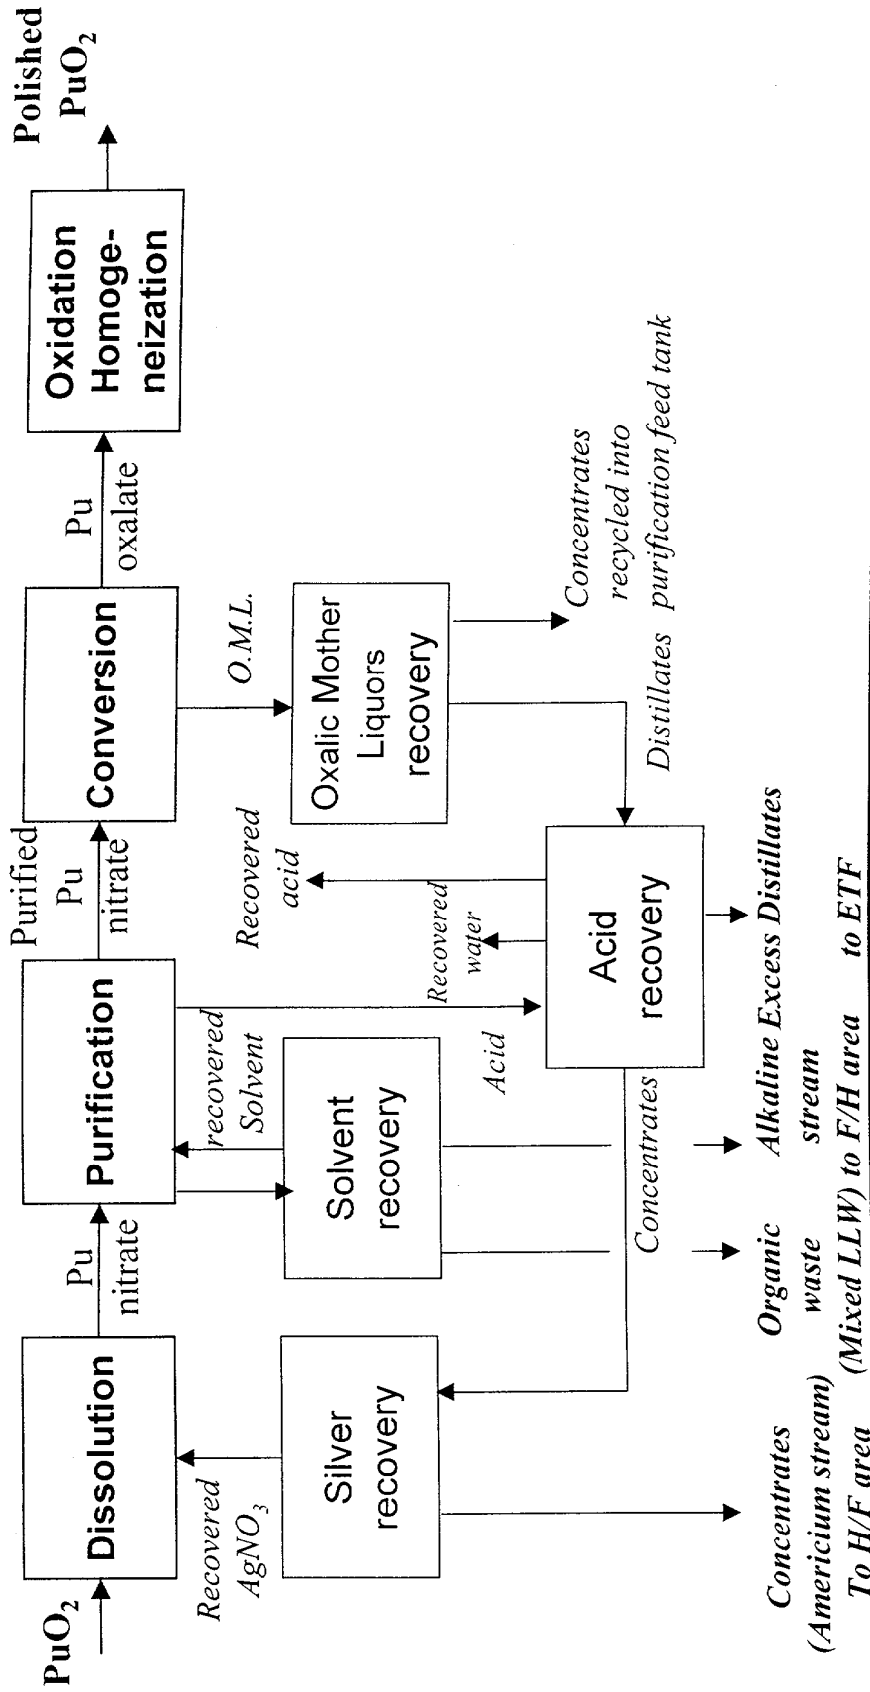 PuO2
Dissolution
Pu
nitrate
Purification
Purified
Pu
nitrate
Conversion
Pu
oxalate
Oxidation
Homoge-
neization
Polished
PuO2
Recovered
AgNO3
Silver
recovery
recovered
Solvent
Solvent
recovery
Acid
Recovered
water
Recovered
acid
O.M.L.
Oxalic Mother
Liquors
recovery
Acid
recovery
Concentrates
Distillates
Concentrates
recycled into
purification feed tank
Concentrates
(Americium stream)
To H/F area
Organic
waste
(Mixed LLW)
Alkaline
stream
to F/H area
Excess Distillates
to ETF